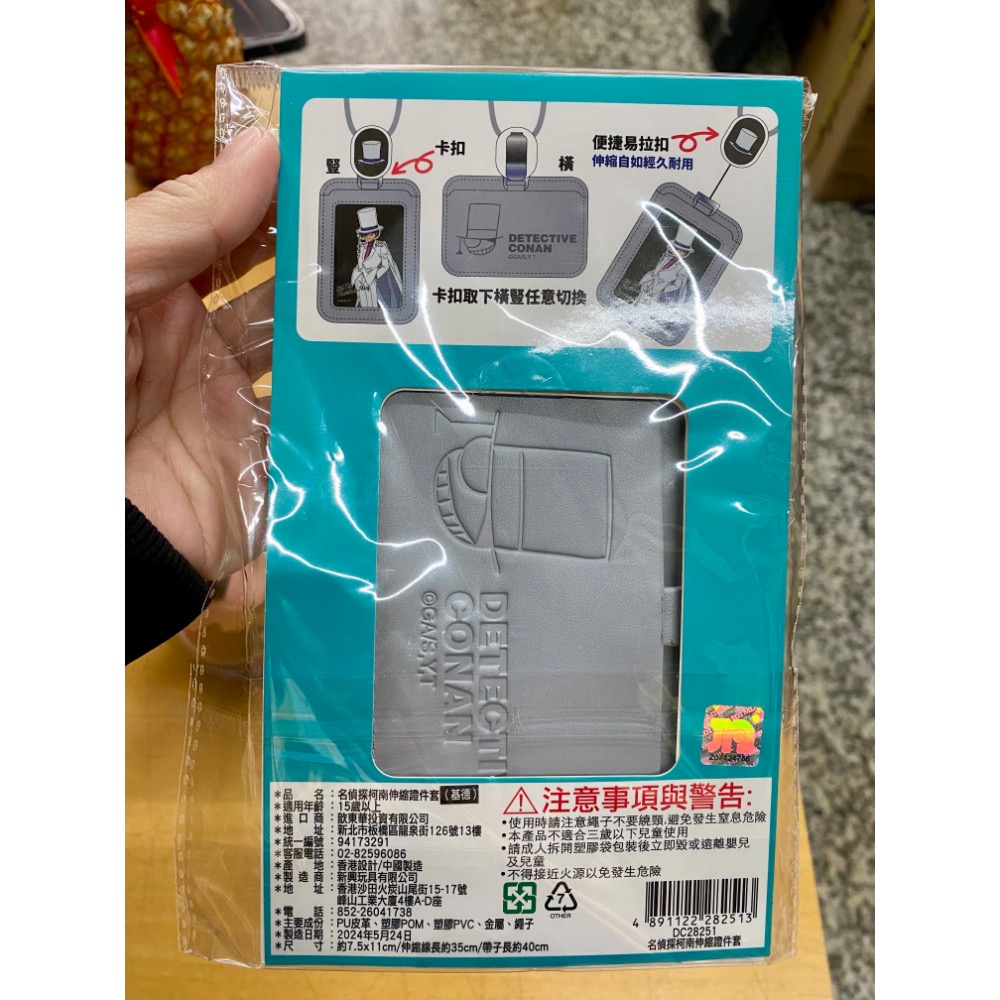 豎
卡扣
橫
便捷易拉扣
伸縮自如經久耐用
DETECTIVE
CONAN
©GA/S,Y,T
卡扣取下橫豎任意切換
DETECTI
CONAN
©GA/S,Y,T
*品 名：名偵探柯南伸縮證件套（基德）
*適用年齡：15歲以上
*進口商：歆東華投資有限公司
*地 址：新北市板橋區龍泉街126號13樓
*統一編號：94173291
*客服電話：02-82596086
*產 地：香港設計/中國製造
*製造商：新興玩具有限公司
*地 址：香港沙田火炭山尾街15-17號
峰山工業大廈4樓A-D座
*電 話：852-26041738
*主要成份：PU皮革、塑膠POM、塑膠PVC、金屬、繩子
*製造日期：2024年5月24日
*尺 寸：約7.5x11cm/伸縮線長約35cm/帶子長約40cm
注意事項與警告:
•使用時請注意繩子不要繞頸,避免發生窒息危險
•本產品不適合三歲以下兒童使用
•請成人拆開塑膠袋包裝後立即毀或遠離嬰兒
及兒童
•不得接近火源以免發生危險
7
OTHER
4 891122 282513
DC28251
名偵探柯南伸縮證件套